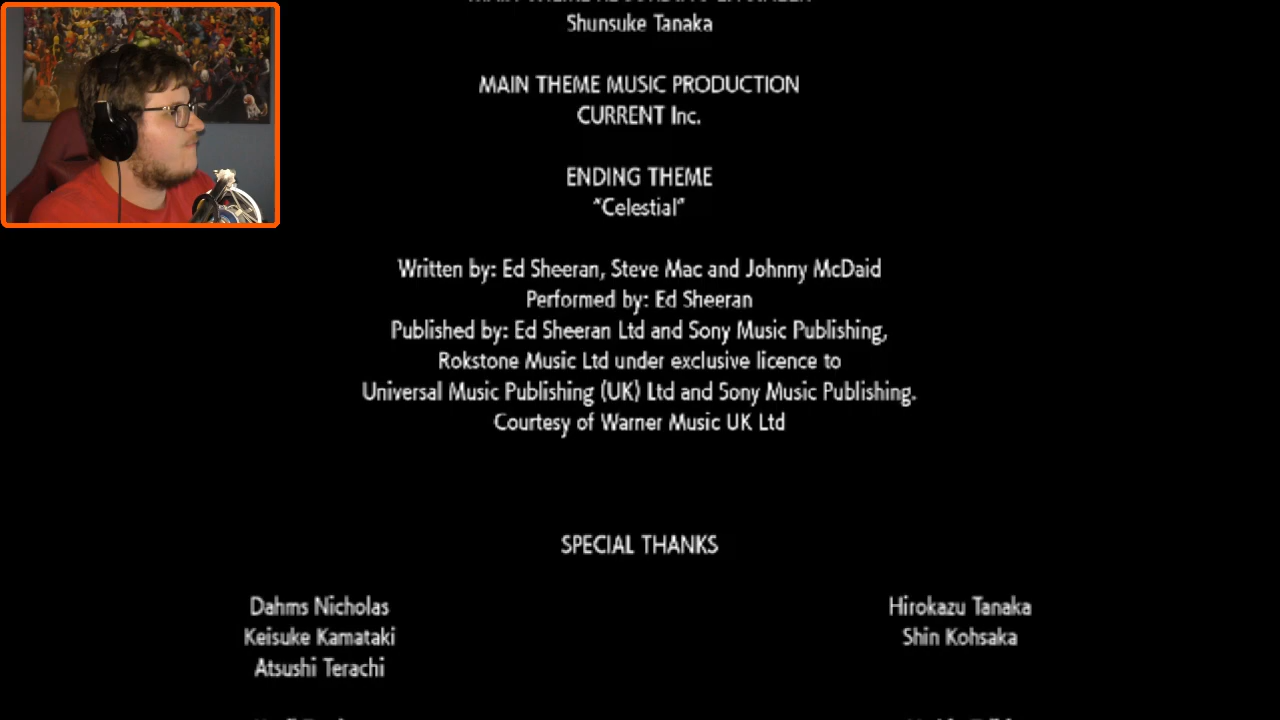 Shunsuke Tanaka
MAIN THEME MUSIC PRODUCTION
CURRENT Inc.
ENDING THEME
"Celestial"
Written by: Ed Sheeran, Steve Mac and Johnny McDaid
Performed by: Ed Sheeran
Published by: Ed Sheeran Ltd and Sony Music Publishing,
Rokstone Music Ltd under exclusive licence to
Universal Music Publishing (UK) Ltd and Sony Music Publishing.
Courtesy of Warner Music UK Ltd
SPECIAL THANKS
Dahms Nicholas
Hirokazu Tanaka
Keisuke Kamataki
Shin Kohsaka
Atsushi Terachi